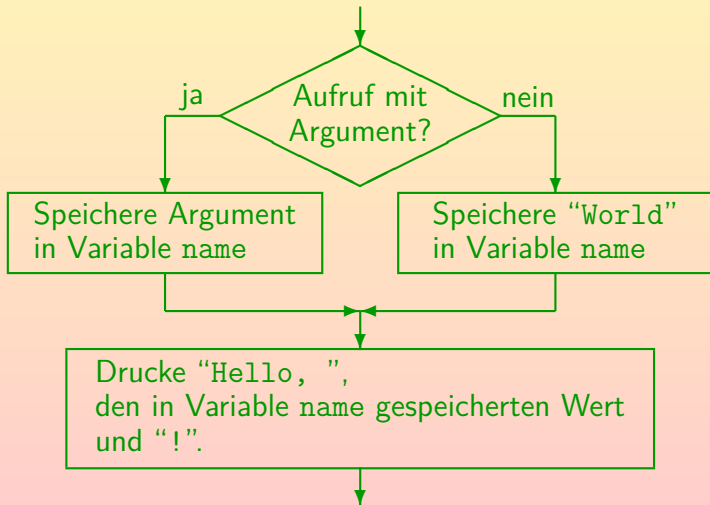 Aufruf mit
Argument?
ja
nein
Speichere Argument
in Variable name
Speichere “World”
in Variable name
Drucke “Hello, ”,
den in Variable name gespeicherten Wert
und “!”.